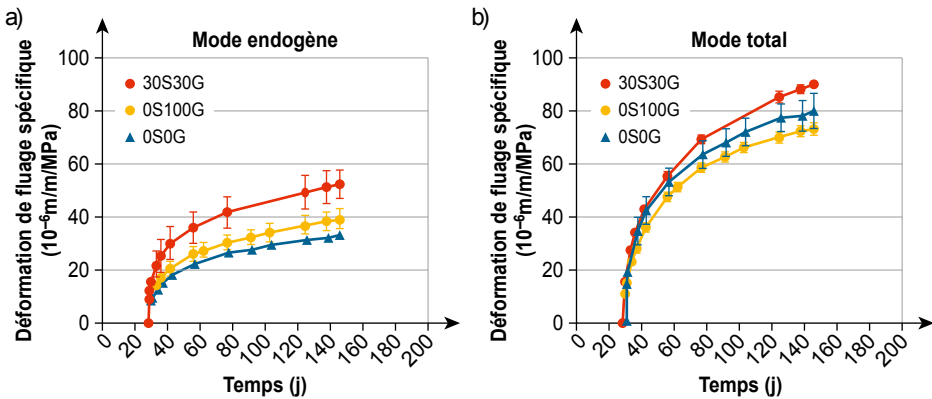 a)
Mode endogène
Déformation de fluage spécifique
(10⁻⁶m/m/MPa)
100
80
60
40
20
0
30S30G
0S100G
0S0G
0
20
40
60
80
100
120
140
160
180
200
Temps (j)
b)
Mode total
Déformation de fluage spécifique
(10⁻⁶m/m/MPa)
100
80
60
40
20
0
30S30G
0S100G
0S0G
0
20
40
60
80
100
120
140
160
180
200
Temps (j)